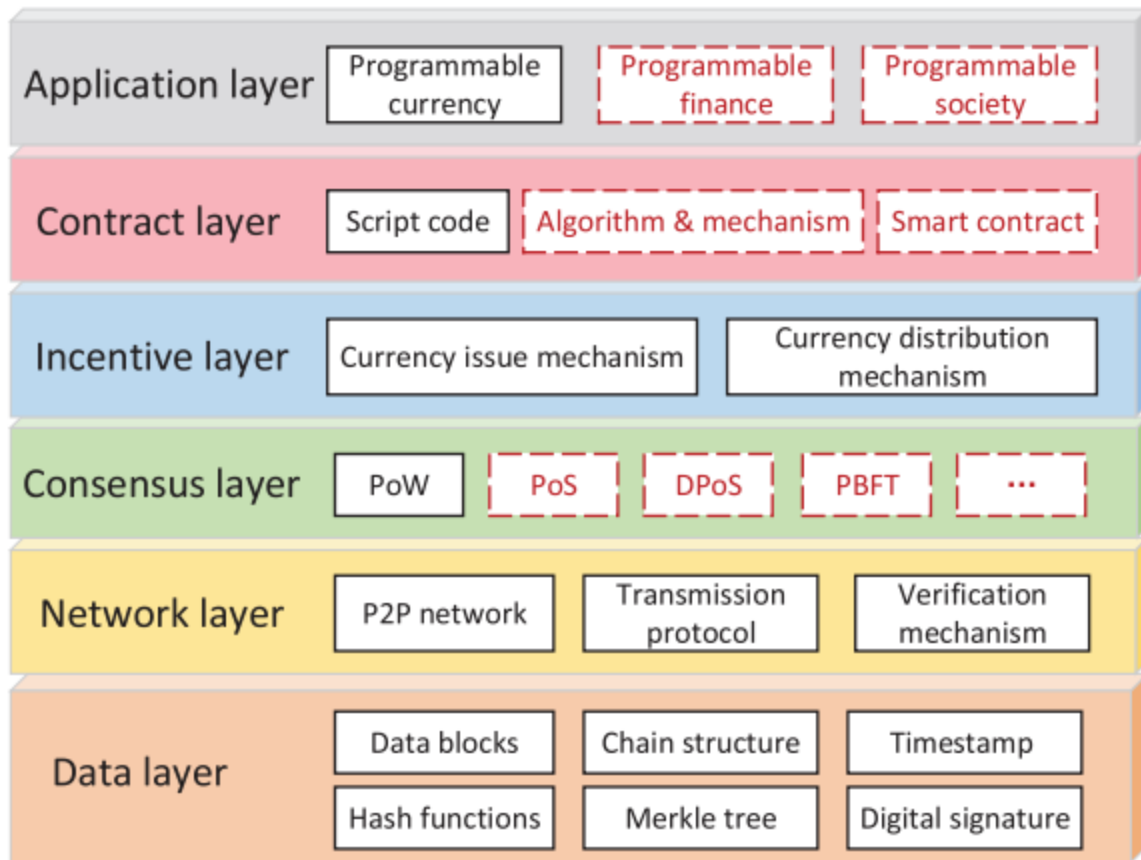 Application layer
Programmable
currency
Programmable
finance
Programmable
society
Contract layer
Script code
Algorithm & mechanism
Smart contract
Incentive layer
Currency issue mechanism
Currency distribution
mechanism
Consensus layer
PoW
PoS
DPoS
PBFT
···
Network layer
P2P network
Transmission
protocol
Verification
mechanism
Data layer
Data blocks
Chain structure
Timestamp
Hash functions
Merkle tree
Digital signature